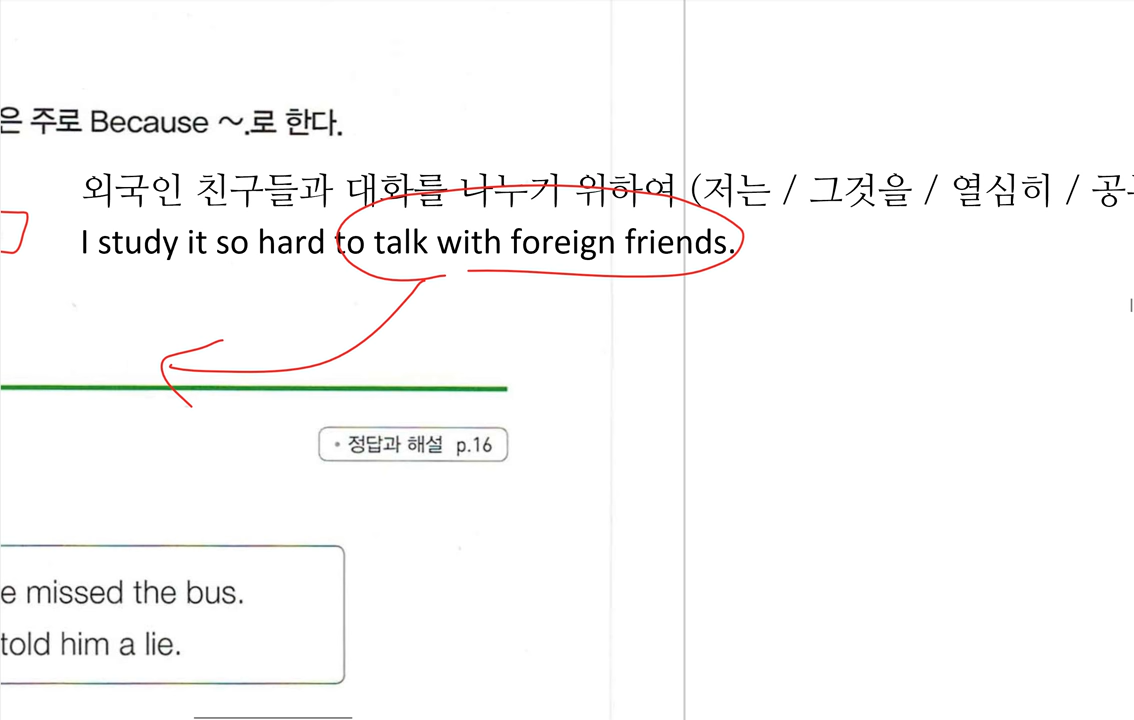 은 주로 Because ~.로 한다.
외국인 친구들과 대화를 나누기 위하여 (저는 / 그것을 / 열심히 /
I study it so hard to talk with foreign friends.
• 정답과 해설 p.16
e missed the bus.
told him a lie.